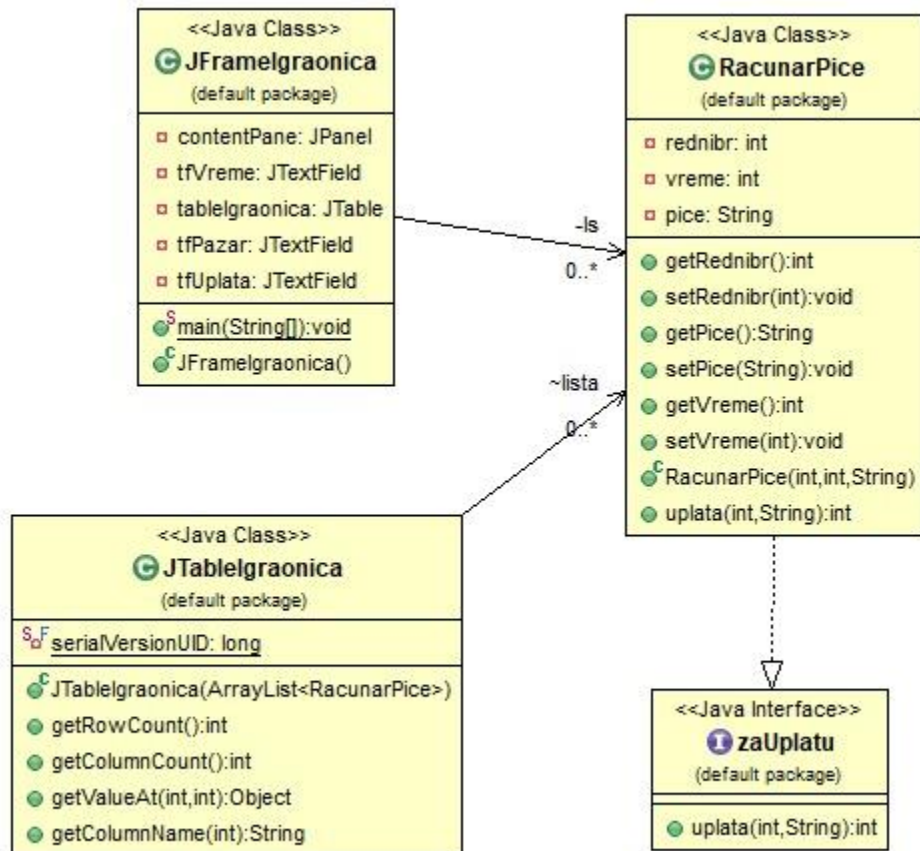 <<Java Class>>
JFrameIgraonica
(default package)
contentPane: JPanel
tfVreme: JTextField
tableIgraonica: JTable
tfPazar: JTextField
tfUplata: JTextField
S main(String[]):void
C JFrameIgraonica()
<<Java Class>>
RacunarPice
(default package)
rednibr: int
vreme: int
pice: String
getRednibr():int
setRednibr(int):void
getPice():String
setPice(String):void
getVreme():int
setVreme(int):void
C RacunarPice(int,int,String)
uplata(int,String):int
-ls
0..*
~lista
0..*
<<Java Class>>
JTableIgraonica
(default package)
S F serialVersionUID: long
C JTableIgraonica(ArrayList<RacunarPice>)
getRowCount():int
getColumnCount():int
getValueAt(int,int):Object
getColumnName(int):String
<<Java Interface>>
zaUplatu
(default package)
uplata(int,String):int